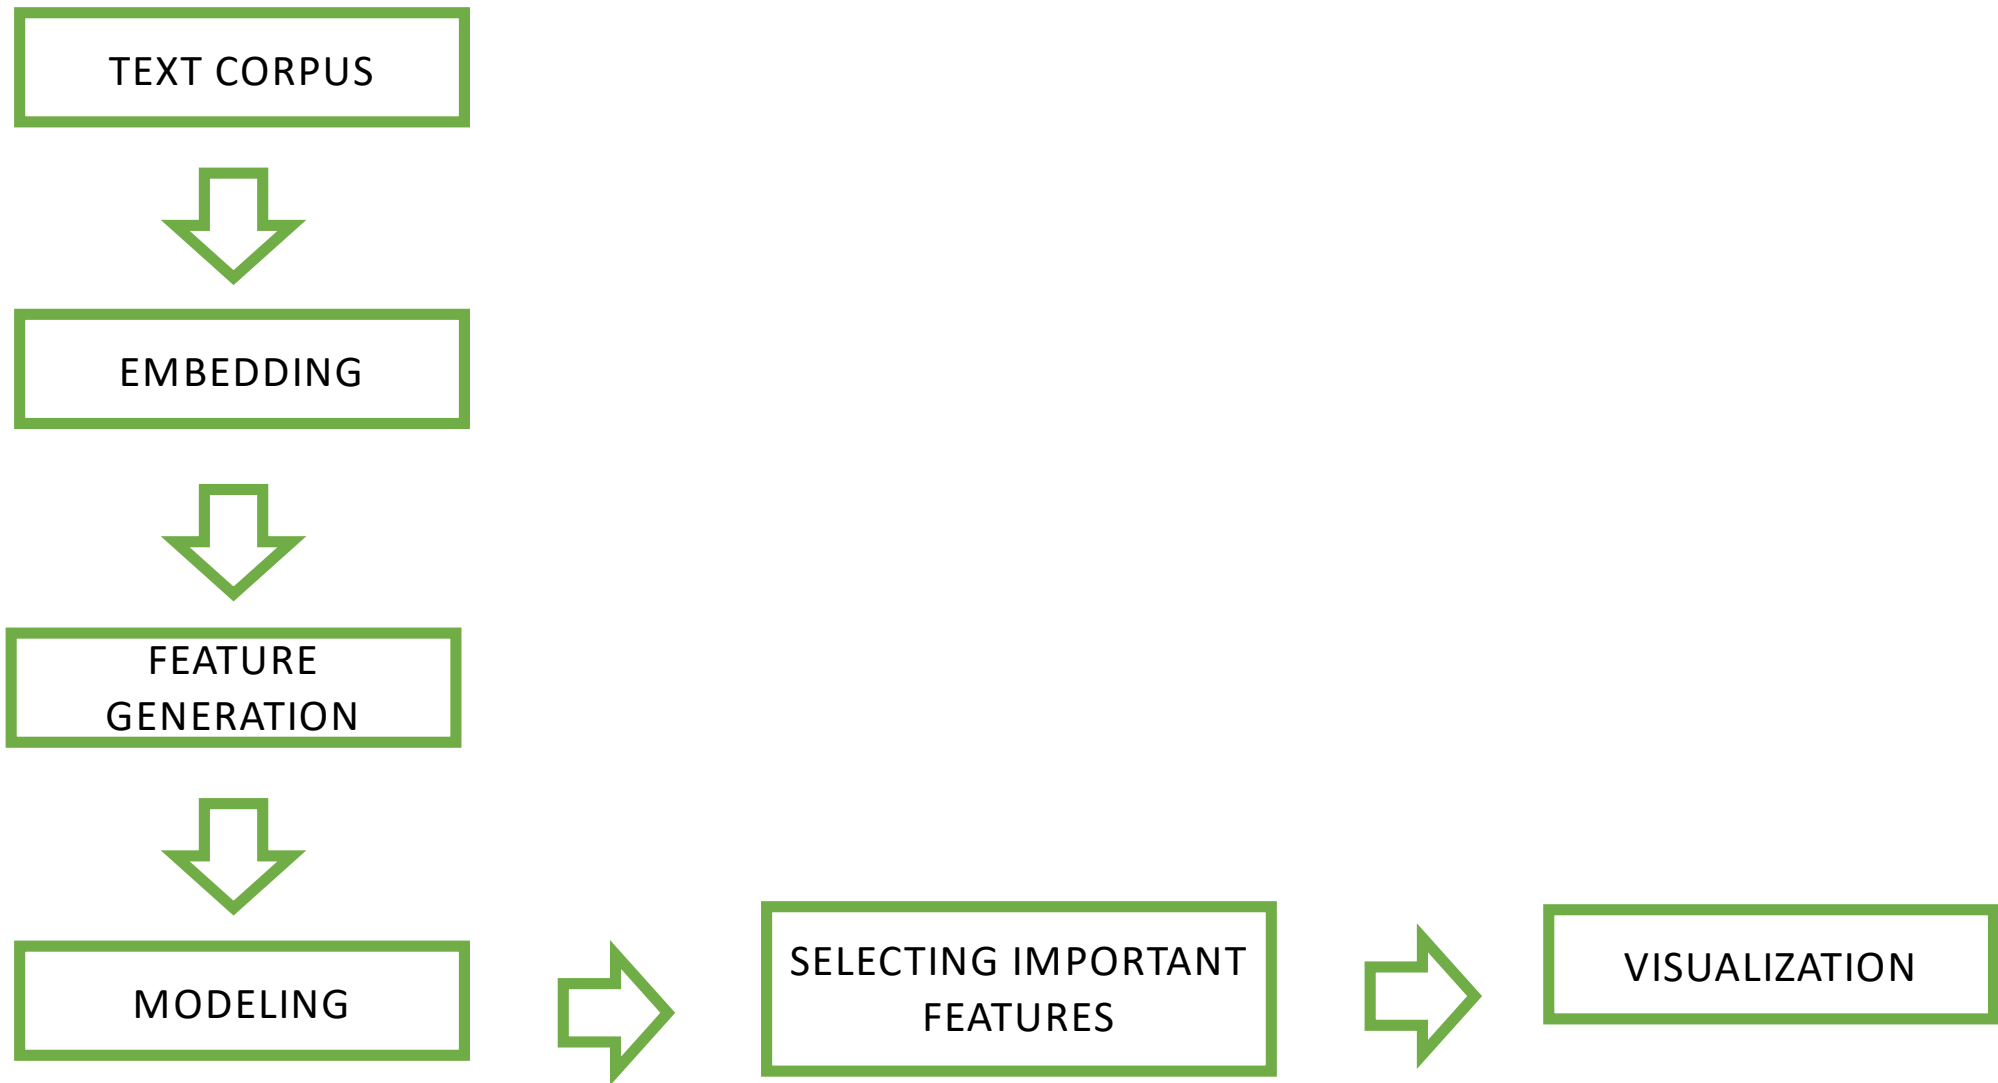 TEXT CORPUS
EMBEDDING
FEATURE
GENERATION
MODELING
SELECTING IMPORTANT
FEATURES
VISUALIZATION